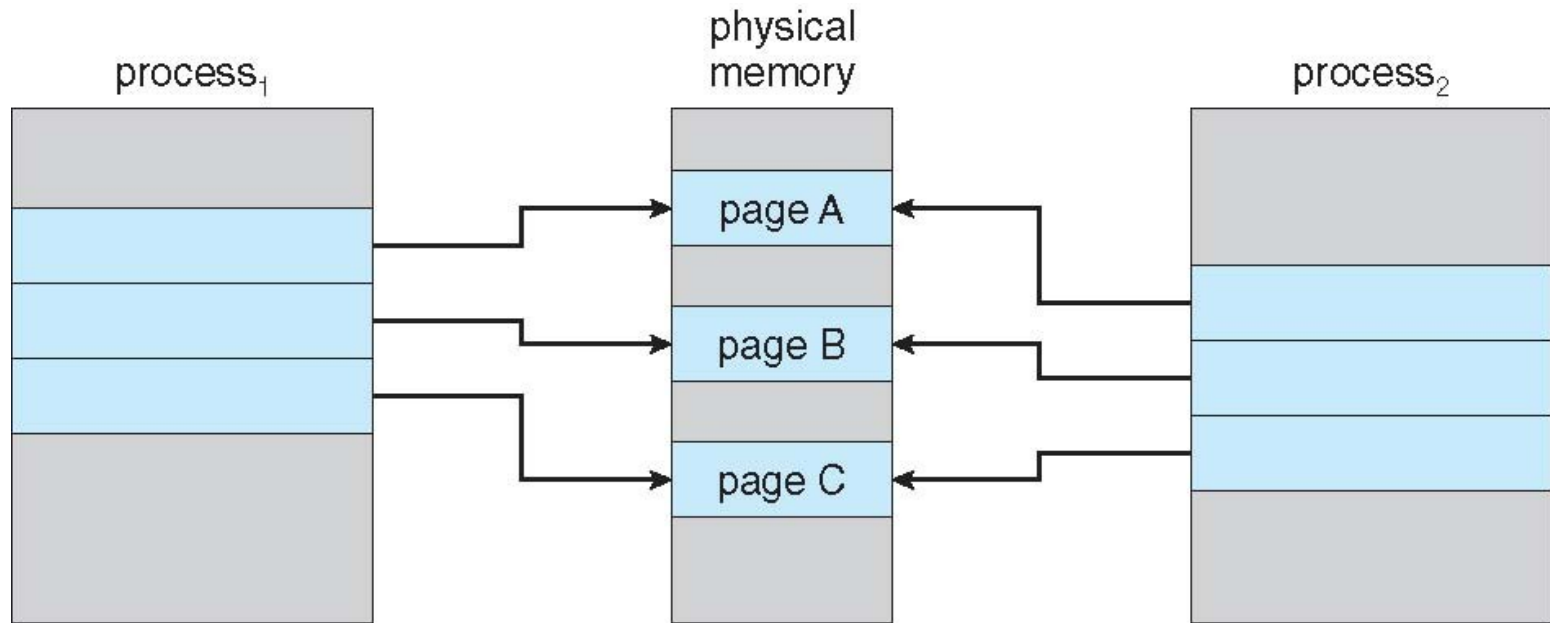 process₁
physical
memory
process₂
page A
page B
page C